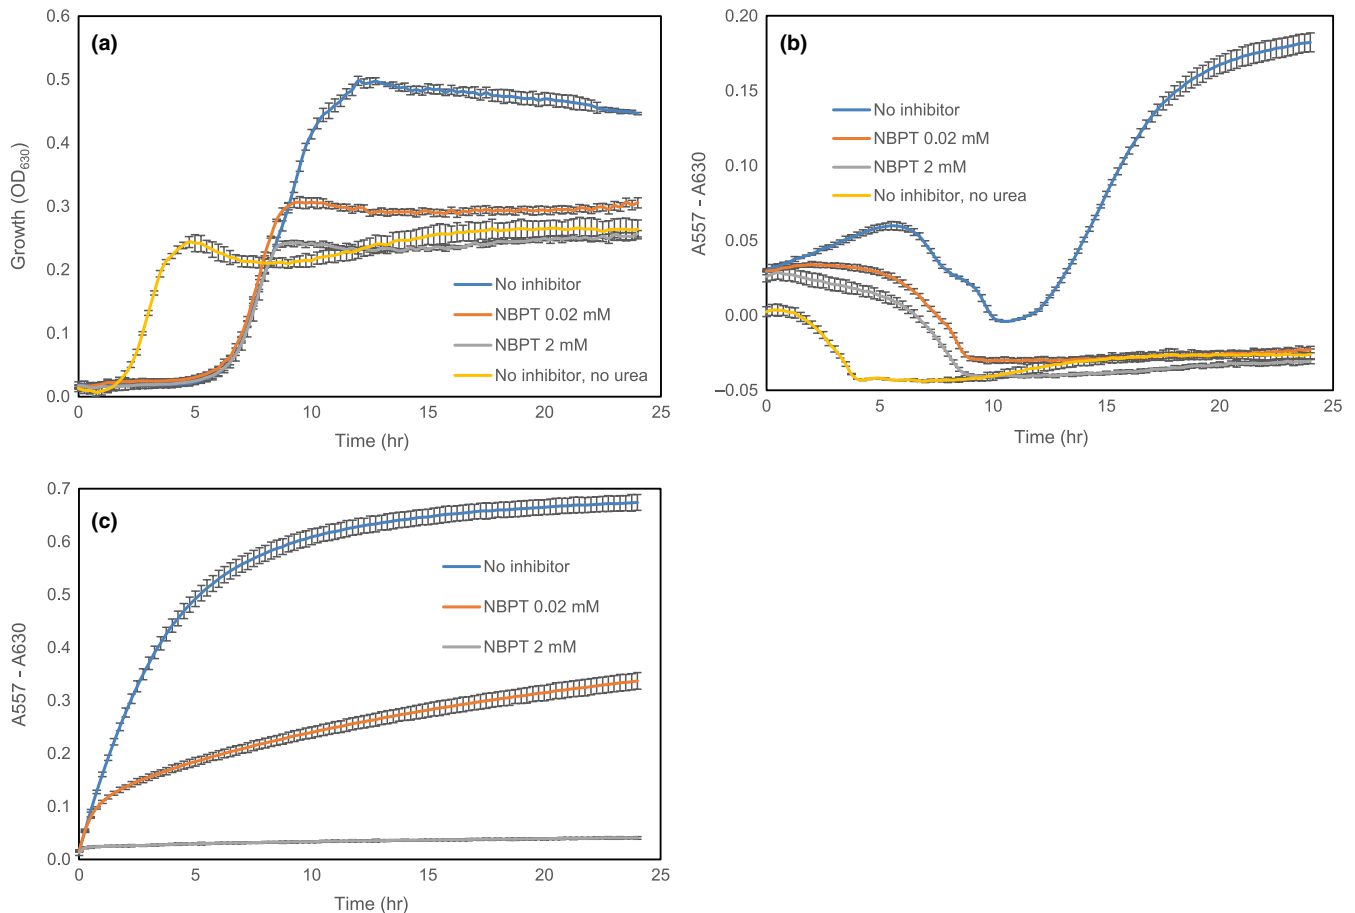 (a)
Growth (OD630)
0.6
0.5
0.4
0.3
0.2
0.1
0.0
No inhibitor
NBPT 0.02 mM
NBPT 2 mM
No inhibitor, no urea
0 5 10 15 20 25
Time (hr)
(b)
A557 - A630
0.20
0.15
0.10
0.05
0.00
–0.05
No inhibitor
NBPT 0.02 mM
NBPT 2 mM
No inhibitor, no urea
0 5 10 15 20 25
Time (hr)
(c)
A557 - A630
0.7
0.6
0.5
0.4
0.3
0.2
0.1
0.0
No inhibitor
NBPT 0.02 mM
NBPT 2 mM
0 5 10 15 20 25
Time (hr)